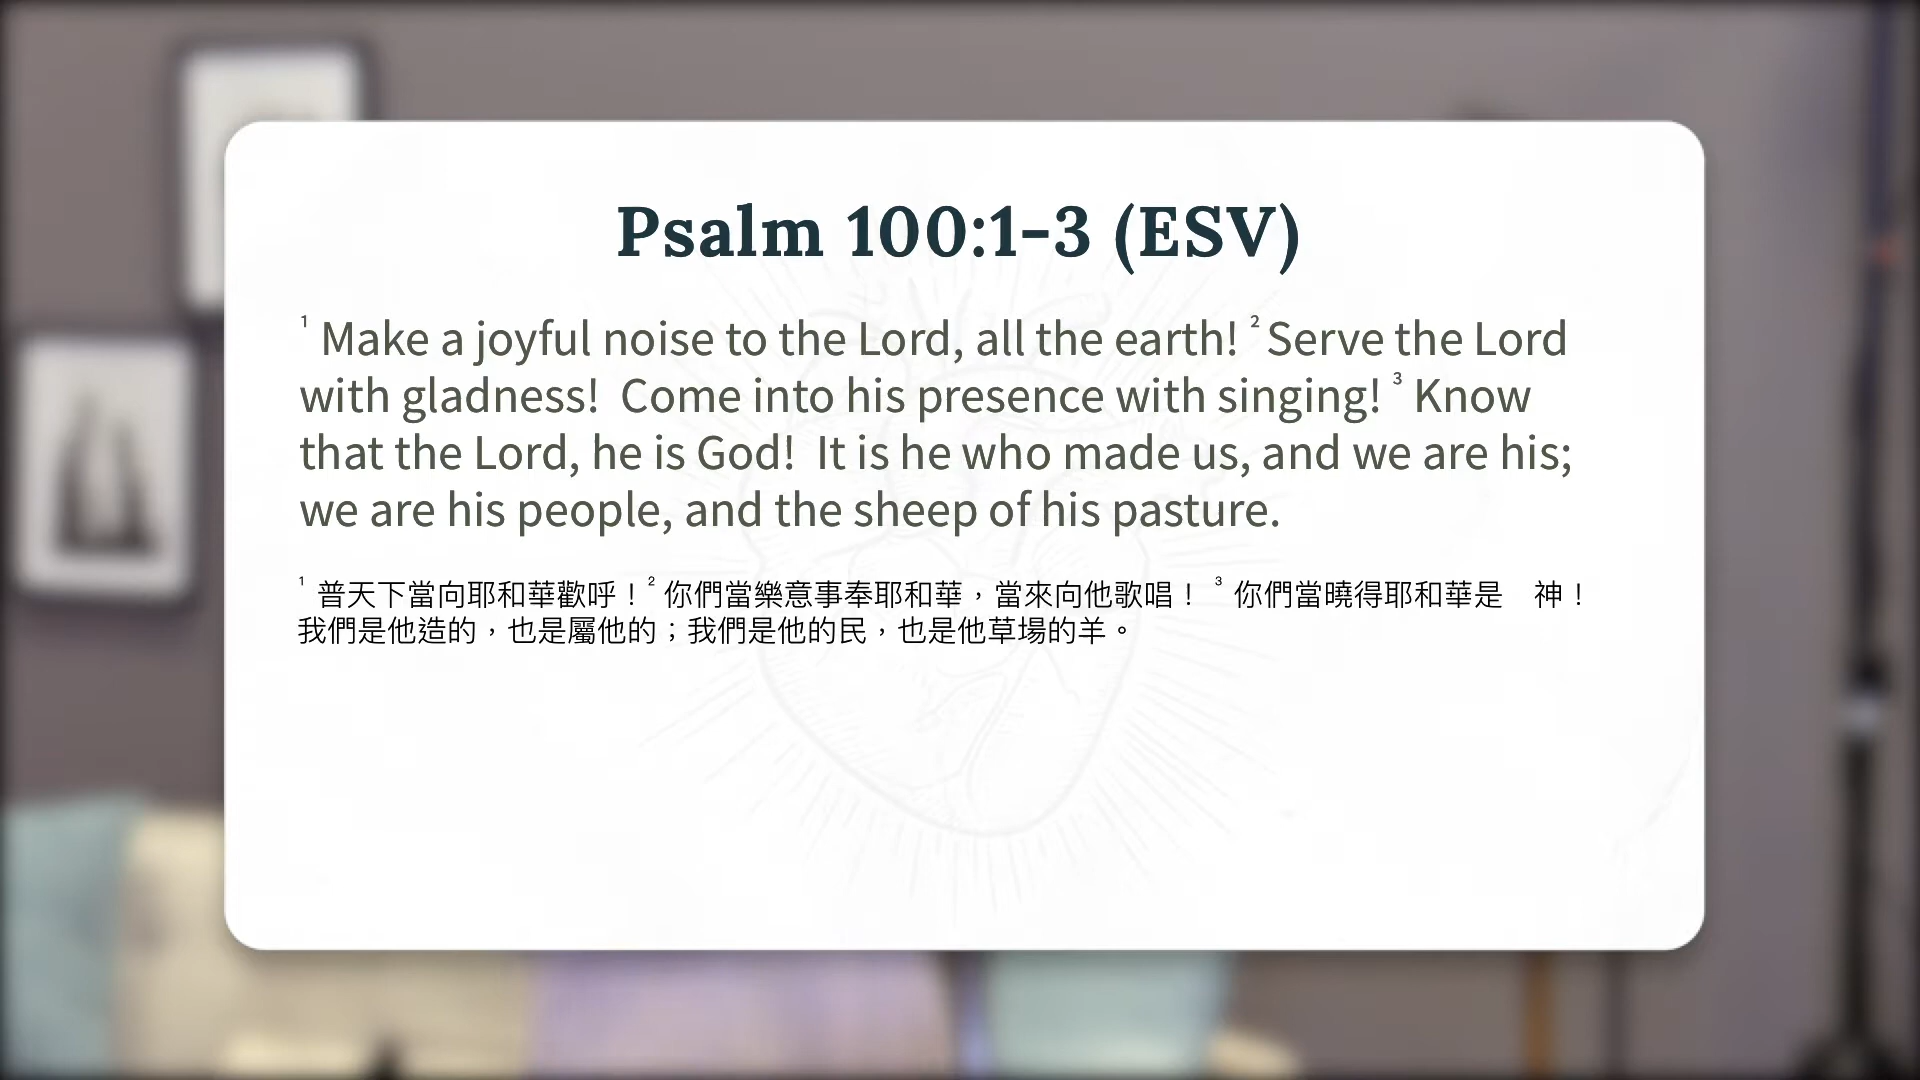 Psalm 100:1-3 (ESV)
¹ Make a joyful noise to the Lord, all the earth! ² Serve the Lord
with gladness!  Come into his presence with singing! ³ Know
that the Lord, he is God!  It is he who made us, and we are his;
we are his people, and the sheep of his pasture.
¹ 普天下當向耶和華歡呼！² 你們當樂意事奉耶和華，當來向他歌唱！ ³ 你們當曉得耶和華是　神！
我們是他造的，也是屬他的；我們是他的民，也是他草場的羊。